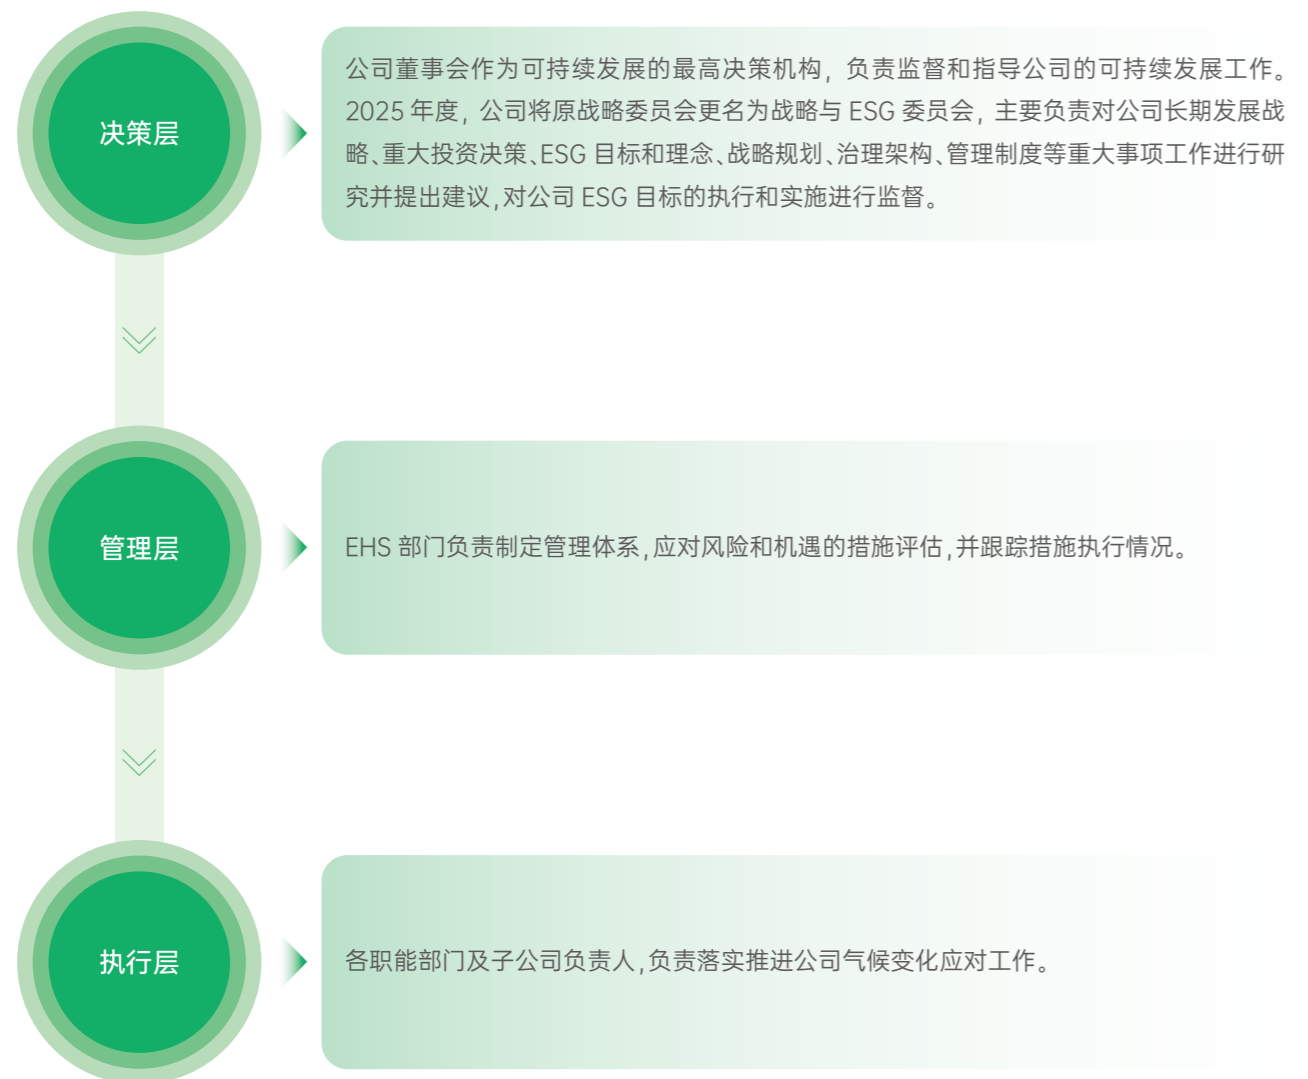 决策层
公司董事会作为可持续发展的最高决策机构，负责监督和指导公司的可持续发展工作。
2025 年度，公司将原战略委员会更名为战略与 ESG 委员会，主要负责对公司长期发展战
略、重大投资决策、ESG 目标和理念、战略规划、治理架构、管理制度等重大事项工作进行研
究并提出建议，对公司 ESG 目标的执行和实施进行监督。
管理层
EHS 部门负责制定管理体系，应对风险和机遇的措施评估，并跟踪措施执行情况。
执行层
各职能部门及子公司负责人，负责落实推进公司气候变化应对工作。